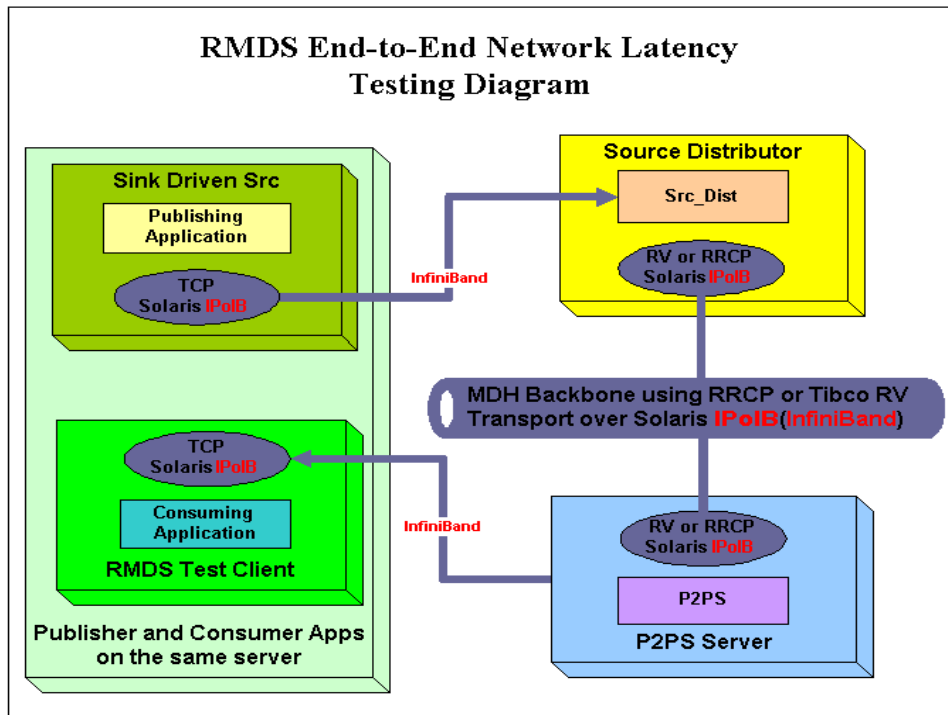 RMDS End-to-End Network Latency
Testing Diagram
Sink Driven Src
Publishing
Application
TCP
Solaris IPoIB
InfiniBand
Source Distributor
Src_Dist
RV or RRCP
Solaris IPoIB
MDH Backbone using RRCP or Tibco RV
Transport over Solaris IPoIB(InfiniBand)
TCP
Solaris IPoIB
Consuming
Application
RMDS Test Client
InfiniBand
RV or RRCP
Solaris IPoIB
P2PS
P2PS Server
Publisher and Consumer Apps
on the same server